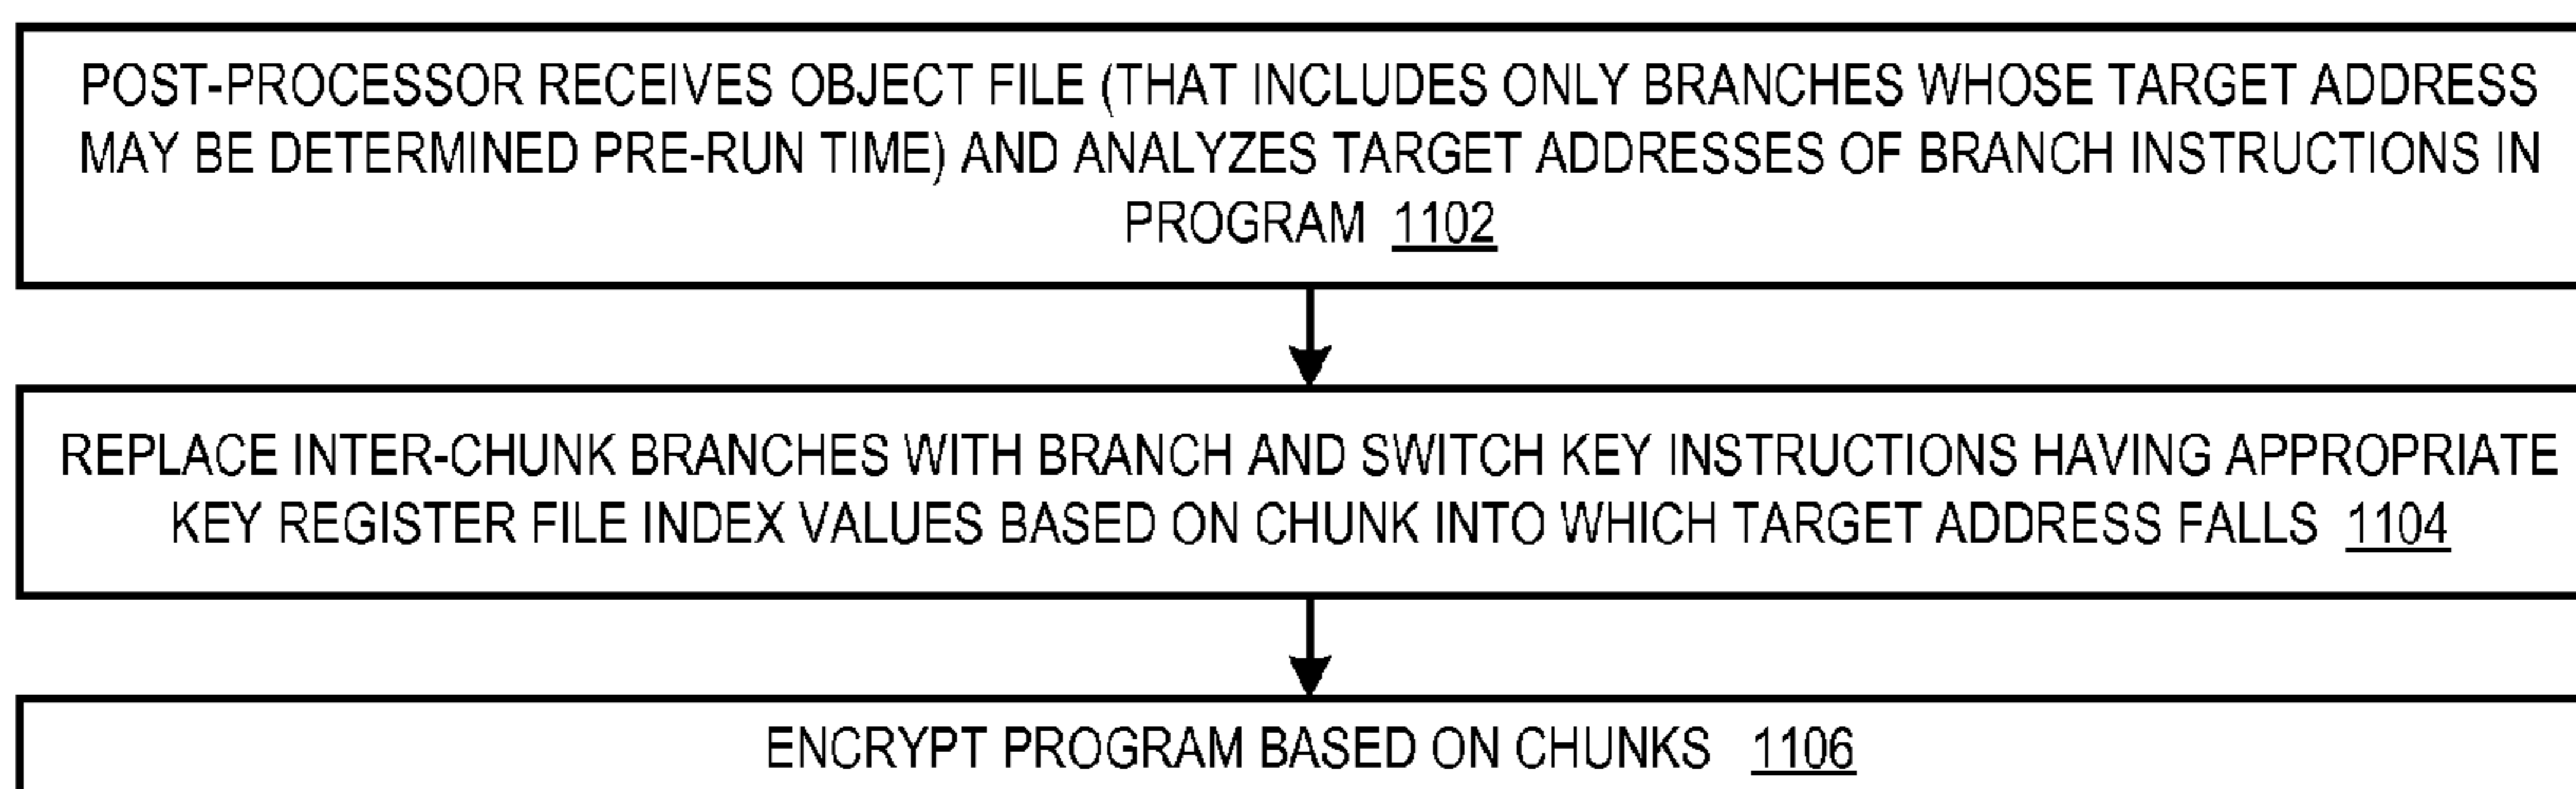 POST-PROCESSOR RECEIVES OBJECT FILE (THAT INCLUDES ONLY BRANCHES WHOSE TARGET ADDRESS
MAY BE DETERMINED PRE-RUN TIME) AND ANALYZES TARGET ADDRESSES OF BRANCH INSTRUCTIONS IN
PROGRAM 1102
REPLACE INTER-CHUNK BRANCHES WITH BRANCH AND SWITCH KEY INSTRUCTIONS HAVING APPROPRIATE
KEY REGISTER FILE INDEX VALUES BASED ON CHUNK INTO WHICH TARGET ADDRESS FALLS 1104
ENCRYPT PROGRAM BASED ON CHUNKS 1106